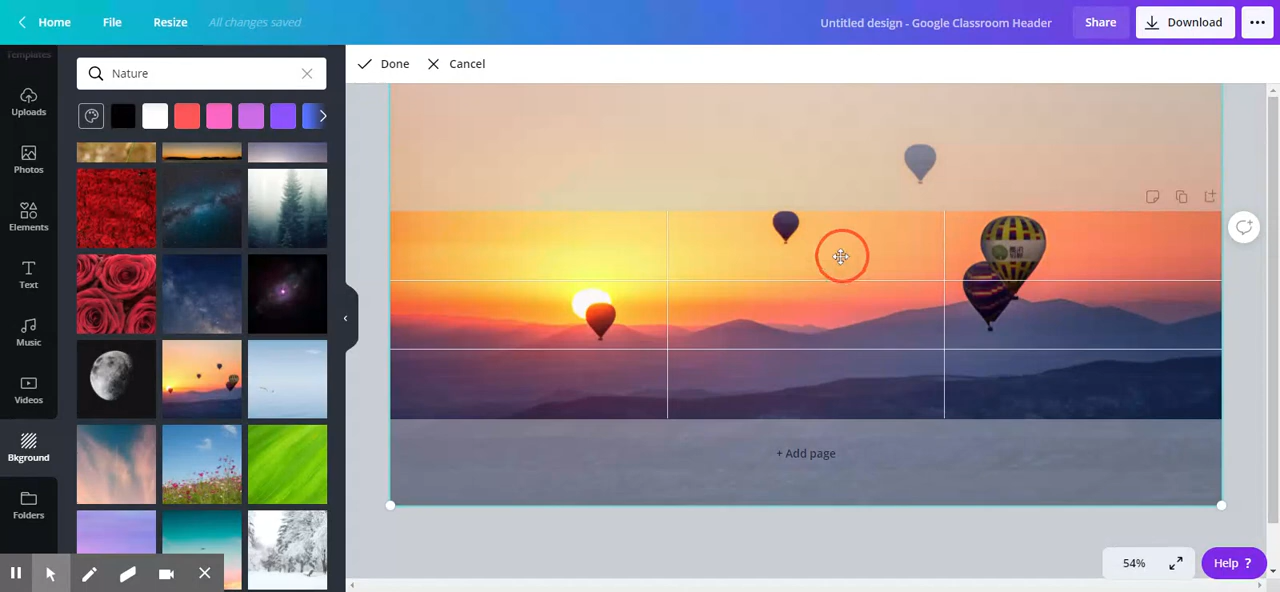 Home
File
Resize
All changes saved
Untitled design - Google Classroom Header
Share
Download
Templates
Nature
Done
Cancel
Uploads
Photos
Elements
Text
Music
Videos
Bkground
Folders
+ Add page
54%
Help ?